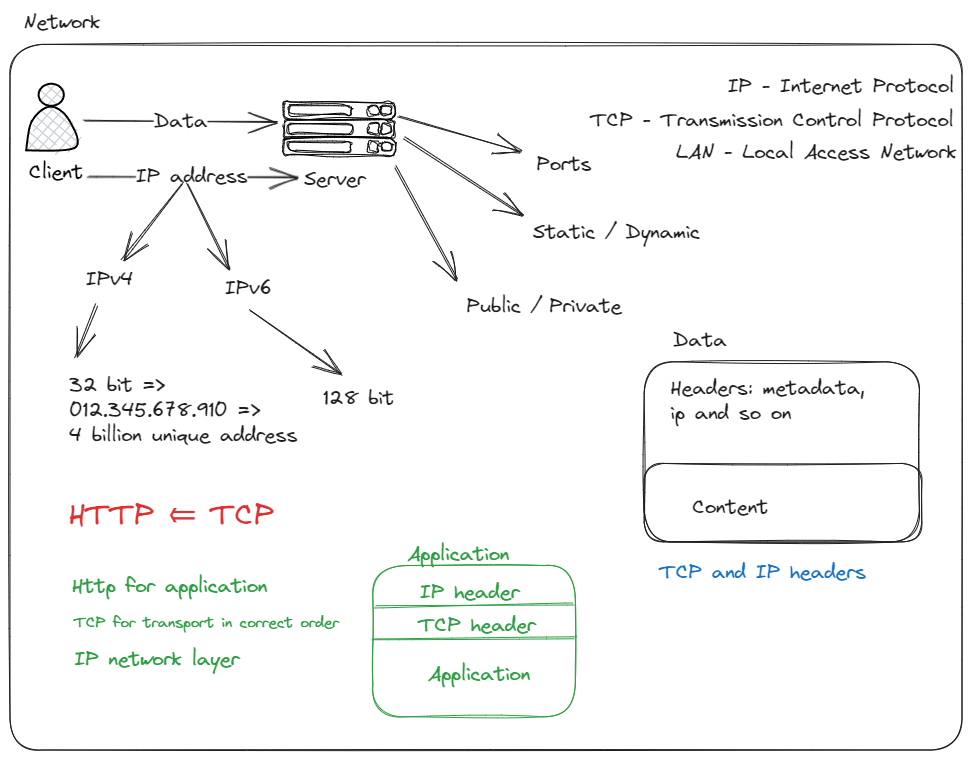 Network
IP - Internet Protocol
TCP - Transmission Control Protocol
LAN - Local Access Network
Data
Client
IP address
Server
Ports
Static / Dynamic
Public / Private
IPv4
IPv6
32 bit =>
012.345.678.910 =>
4 billion unique address
128 bit
Data
Headers: metadata,
ip and so on
Content
TCP and IP headers
HTTP ⇐ TCP
Http for application
TCP for transport in correct order
IP network layer
Application
IP header
TCP header
Application